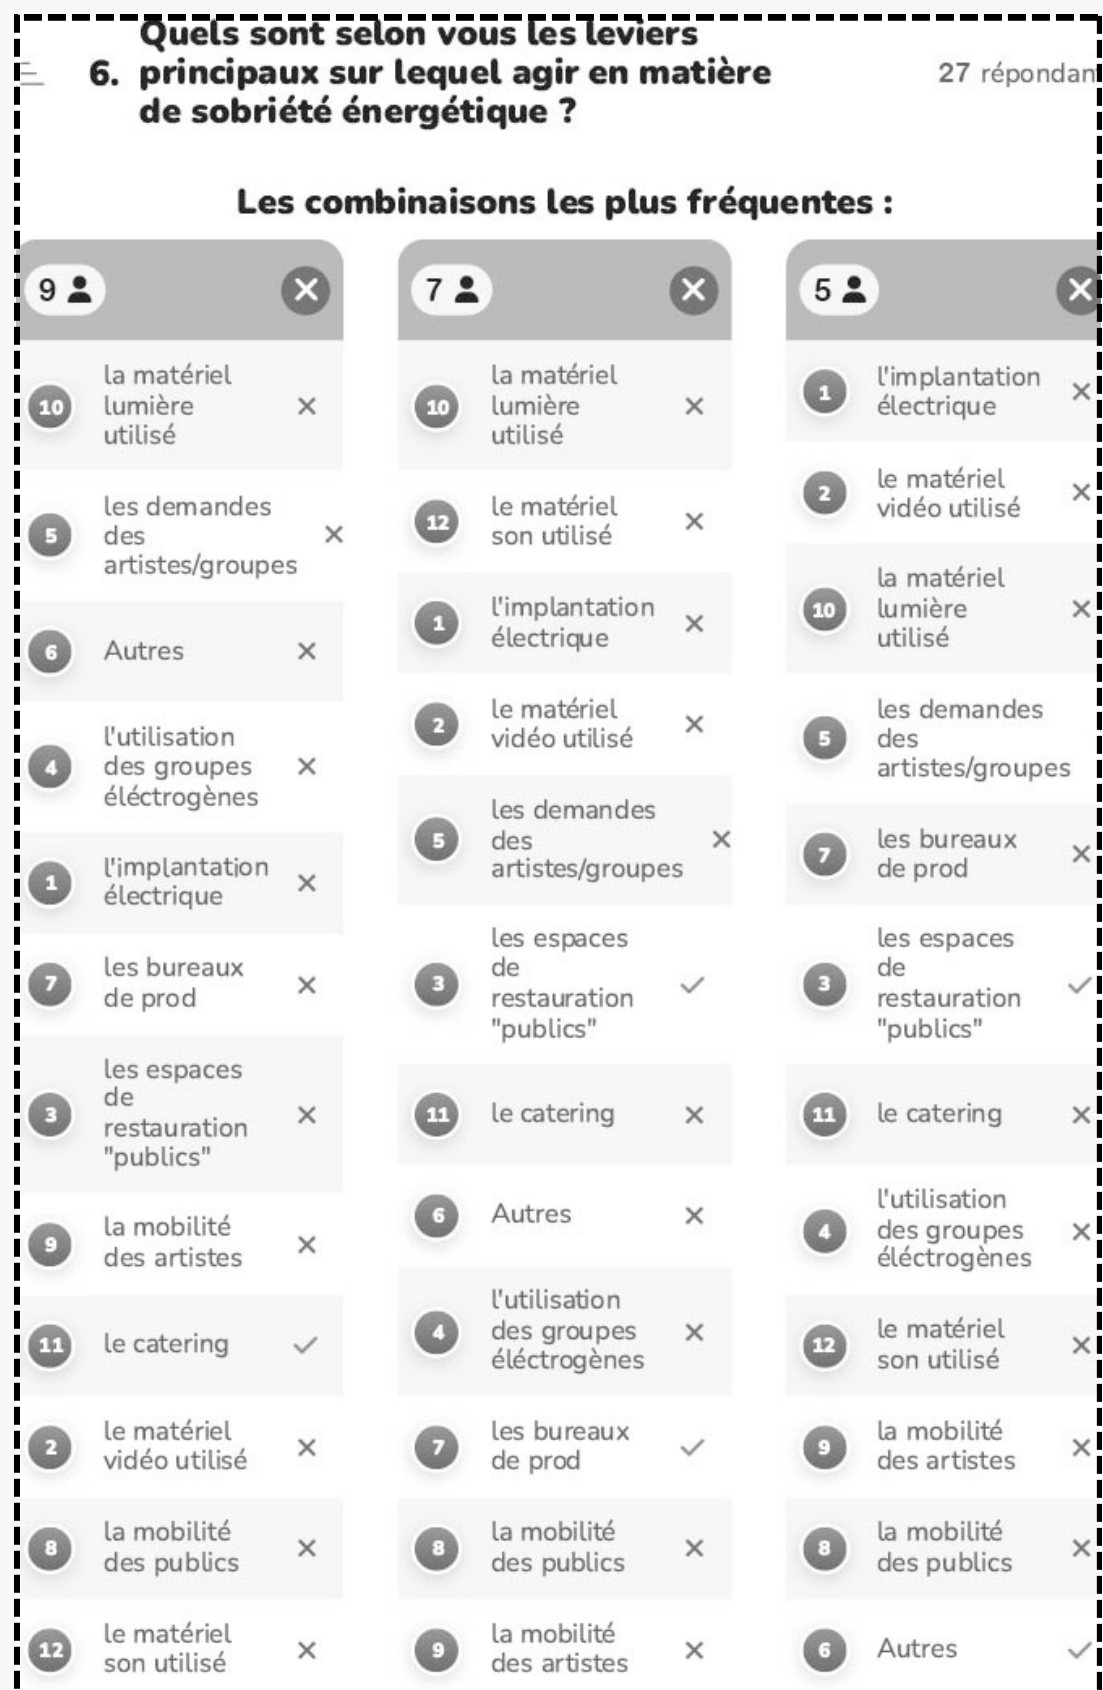 Quels sont selon vous les leviers
6. principaux sur lequel agir en matière
de sobriété énergétique ?
27 répondan
Les combinaisons les plus fréquentes :
9
10 la matériel
lumière
utilisé
5 les demandes
des
artistes/groupes
6 Autres
4 l'utilisation
des groupes
éléctrogènes
1 l'implantation
électrique
7 les bureaux
de prod
3 les espaces
de
restauration
"publics"
9 la mobilité
des artistes
11 le catering
2 le matériel
vidéo utilisé
8 la mobilité
des publics
12 le matériel
son utilisé
7
10 la matériel
lumière
utilisé
12 le matériel
son utilisé
1 l'implantation
électrique
2 le matériel
vidéo utilisé
5 les demandes
des
artistes/groupes
3 les espaces
de
restauration
"publics"
11 le catering
6 Autres
4 l'utilisation
des groupes
éléctrogènes
7 les bureaux
de prod
8 la mobilité
des publics
9 la mobilité
des artistes
5
1 l'implantation
électrique
2 le matériel
vidéo utilisé
10 la matériel
lumière
utilisé
5 les demandes
des
artistes/groupes
7 les bureaux
de prod
3 les espaces
de
restauration
"publics"
11 le catering
4 l'utilisation
des groupes
éléctrogènes
12 le matériel
son utilisé
9 la mobilité
des artistes
8 la mobilité
des publics
6 Autres